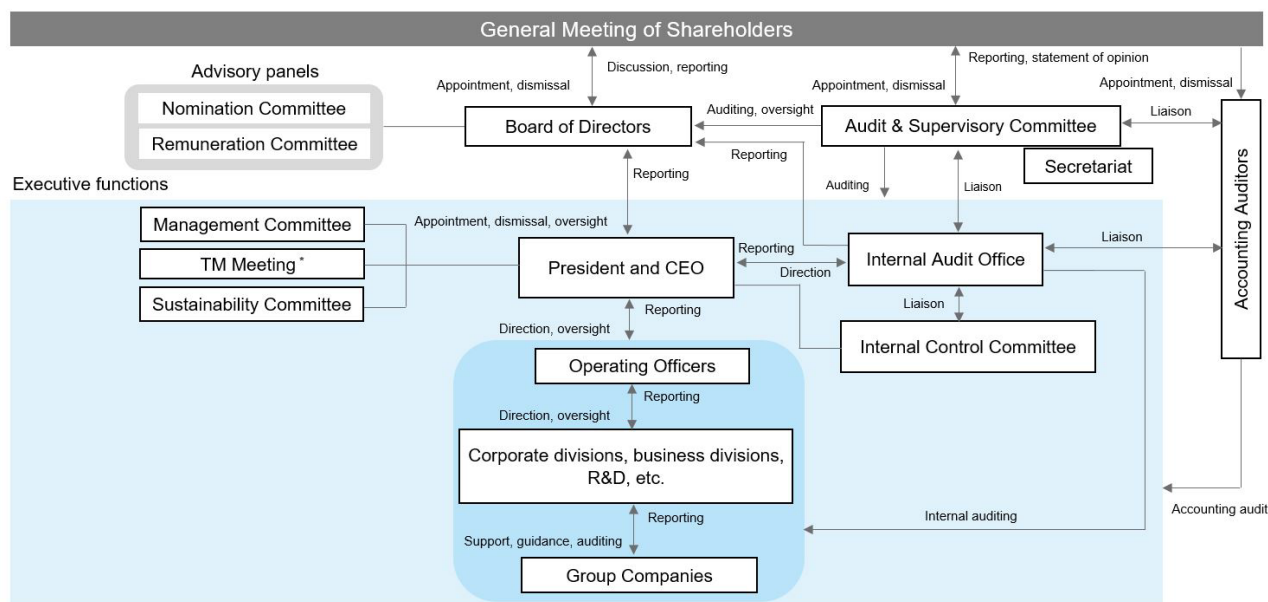 General Meeting of Shareholders
Advisory panels
Nomination Committee
Remuneration Committee
Discussion, reporting
Appointment, dismissal
Reporting, statement of opinion
Appointment, dismissal
Appointment, dismissal
Board of Directors
Auditing, oversight
Audit & Supervisory Committee
Liaison
Secretariat
Accounting Auditors
Reporting
Reporting
Auditing
Liaison
Executive functions
Management Committee
TM Meeting*
Sustainability Committee
Appointment, dismissal, oversight
President and CEO
Reporting
Direction
Internal Audit Office
Liaison
Liaison
Internal Control Committee
Reporting
Direction, oversight
Operating Officers
Reporting
Direction, oversight
Corporate divisions, business divisions,
R&D, etc.
Reporting
Support, guidance, auditing
Group Companies
Internal auditing
Accounting audit